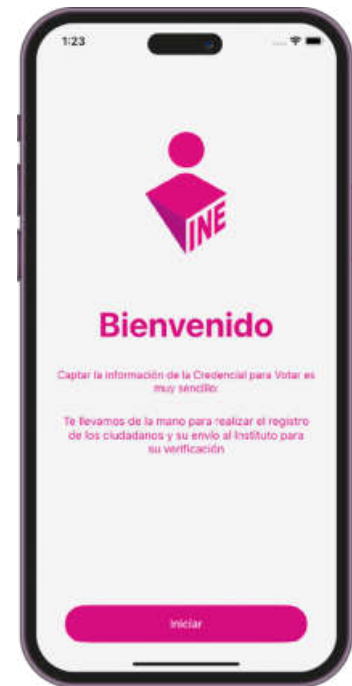 1:23
INE
Bienvenido
Captar la información de la Credencial para Votar es
muy sencillo:
Te llevamos de la mano para realizar el registro
de los ciudadanos y su envío al Instituto para
su verificación
Iniciar